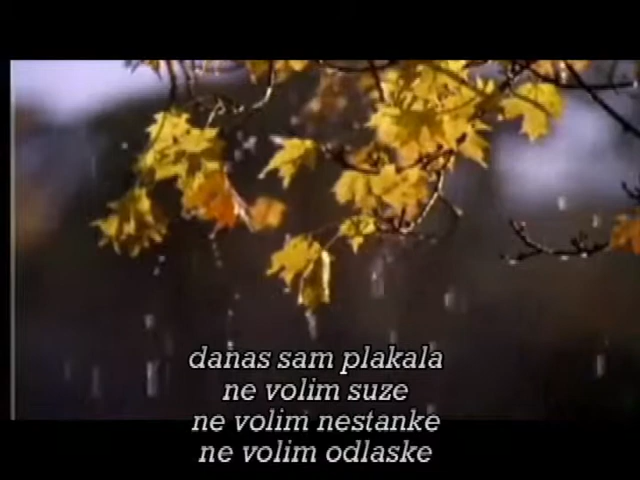 danas sam plakala
ne volim suze
ne volim nestanke
ne volim odlaske